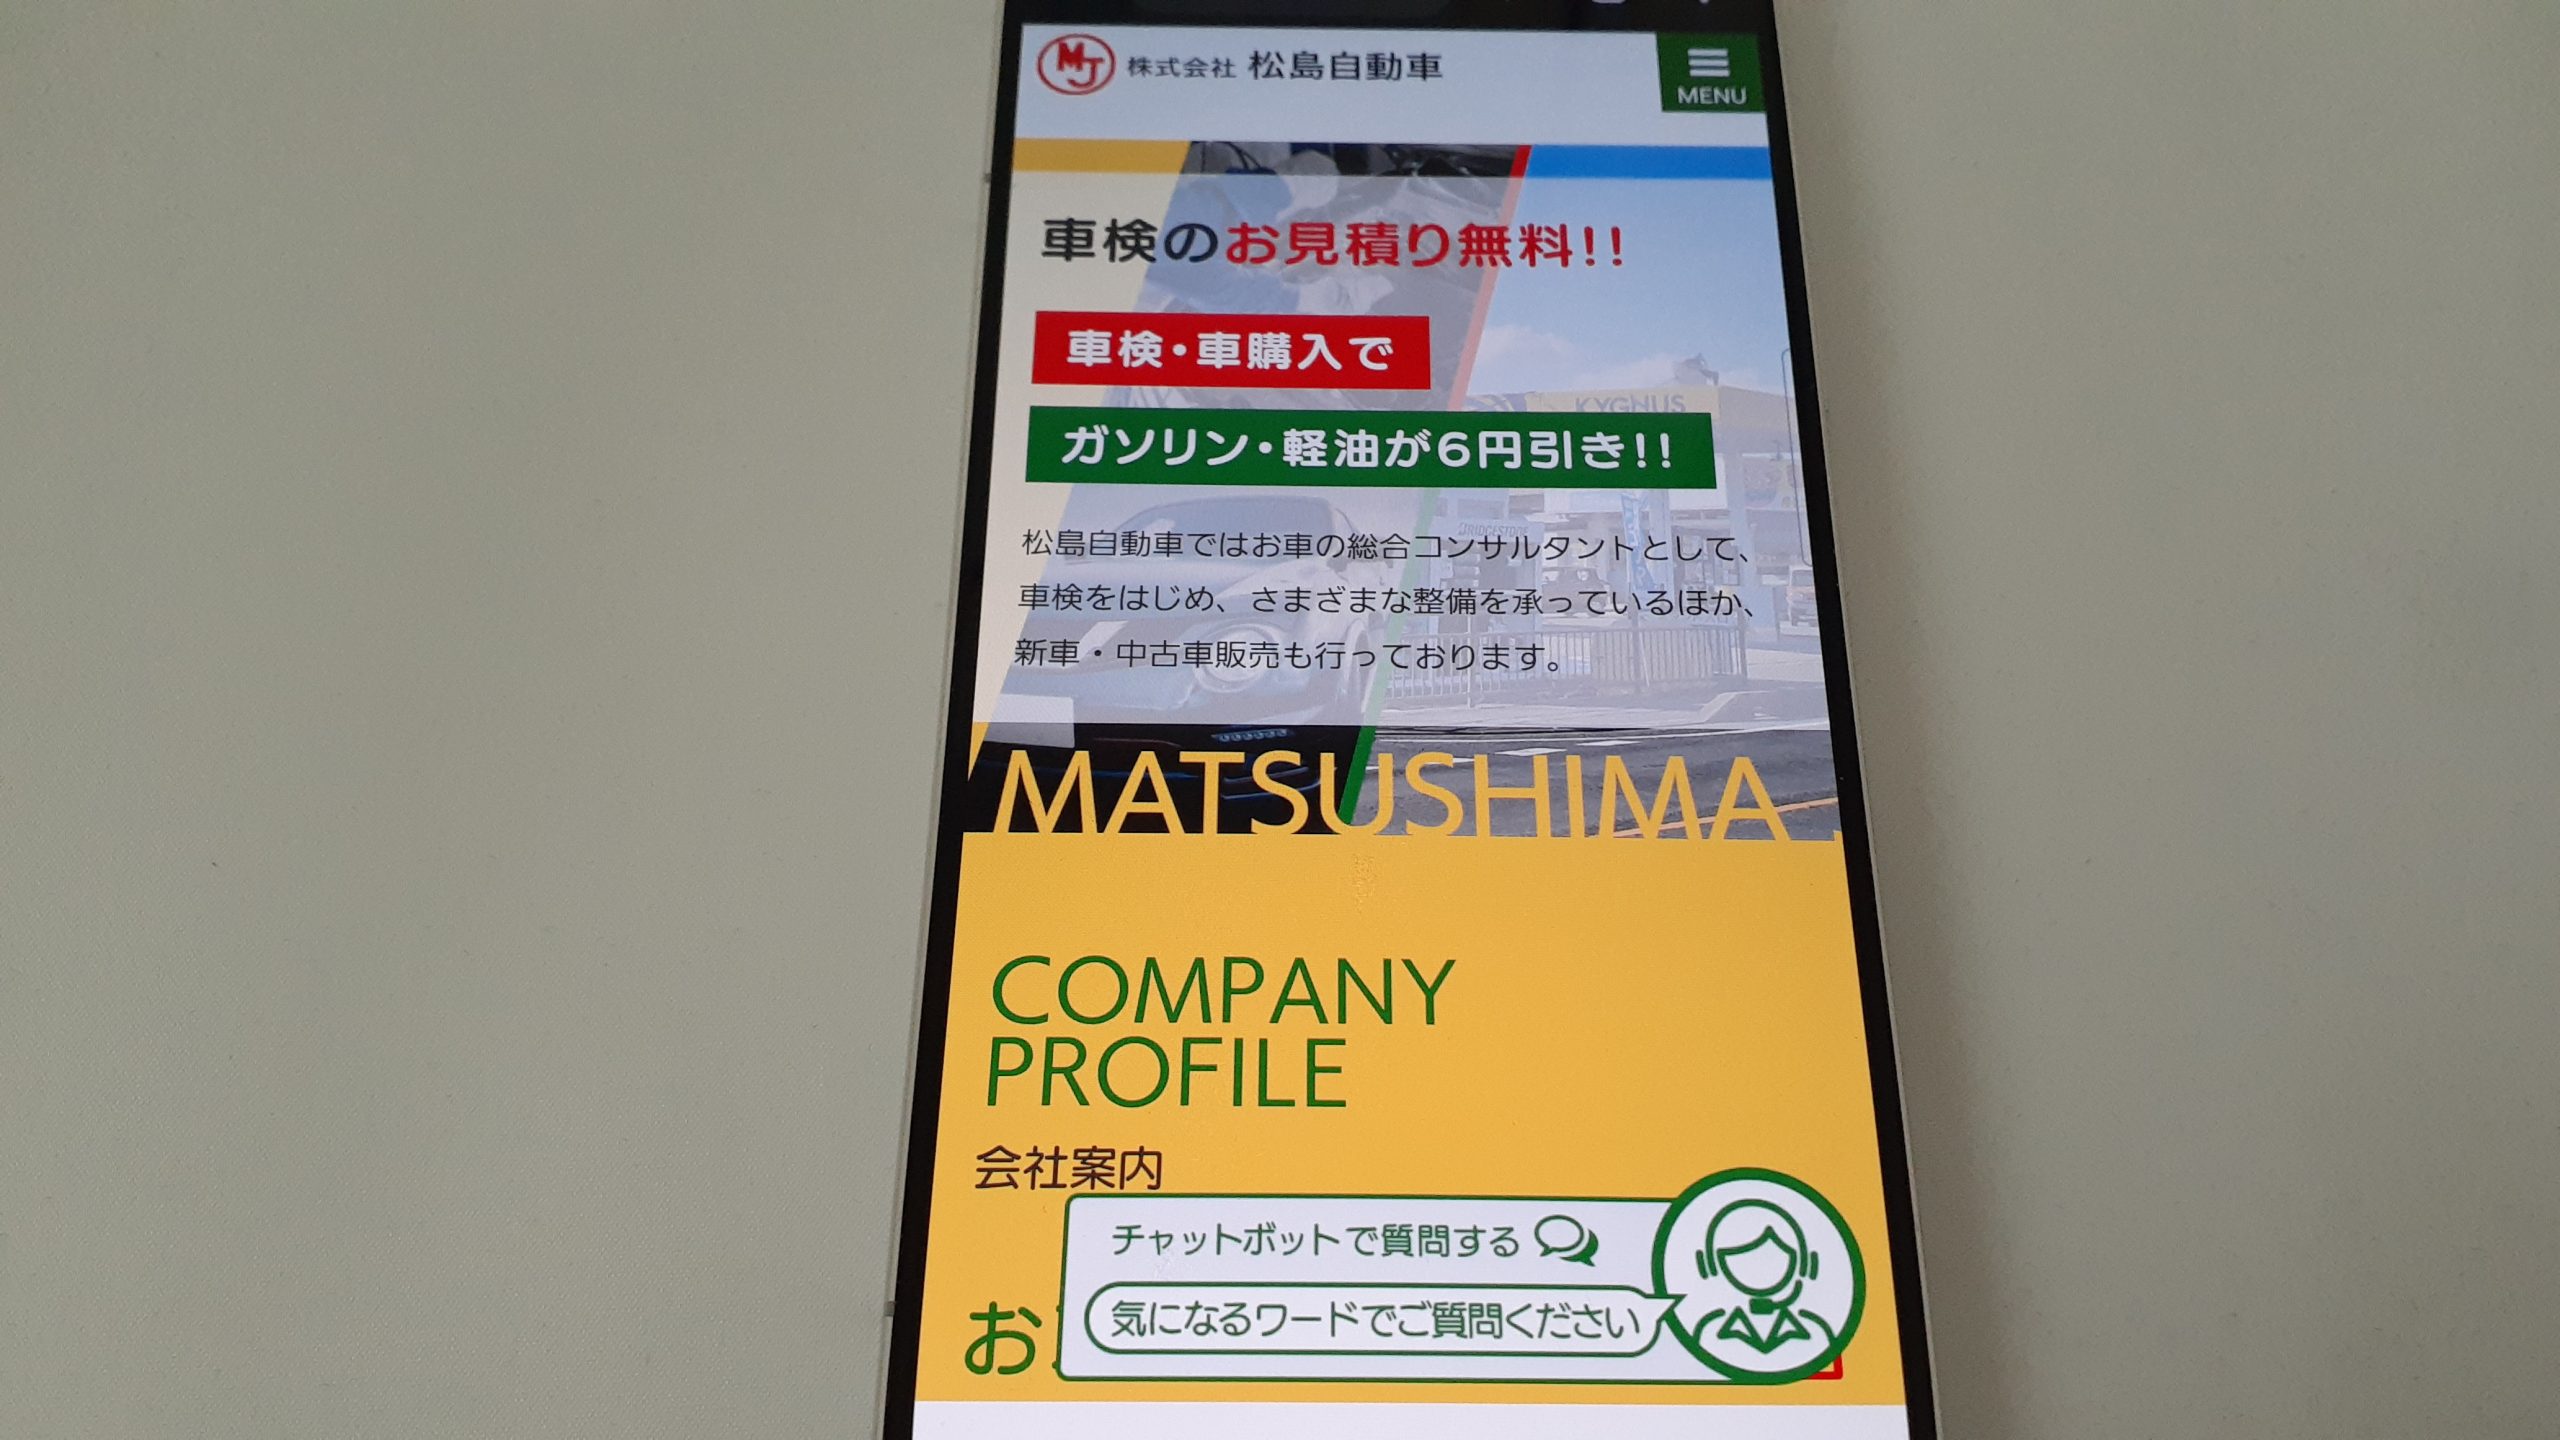 MJ 株式会社 松島自動車
MENU
車検のお見積り無料!!
車検・車購入で
KYGNUS
ガソリン・軽油が6円引き!!
BRIDGESTONE
松島自動車ではお車の総合コンサルタントとして、
車検をはじめ、さまざまな整備を承っているほか、
新車・中古車販売も行っております。
MATSUSHIMA
COMPANY
PROFILE
会社案内
チャットボットで質問する
気になるワードでご質問ください
お